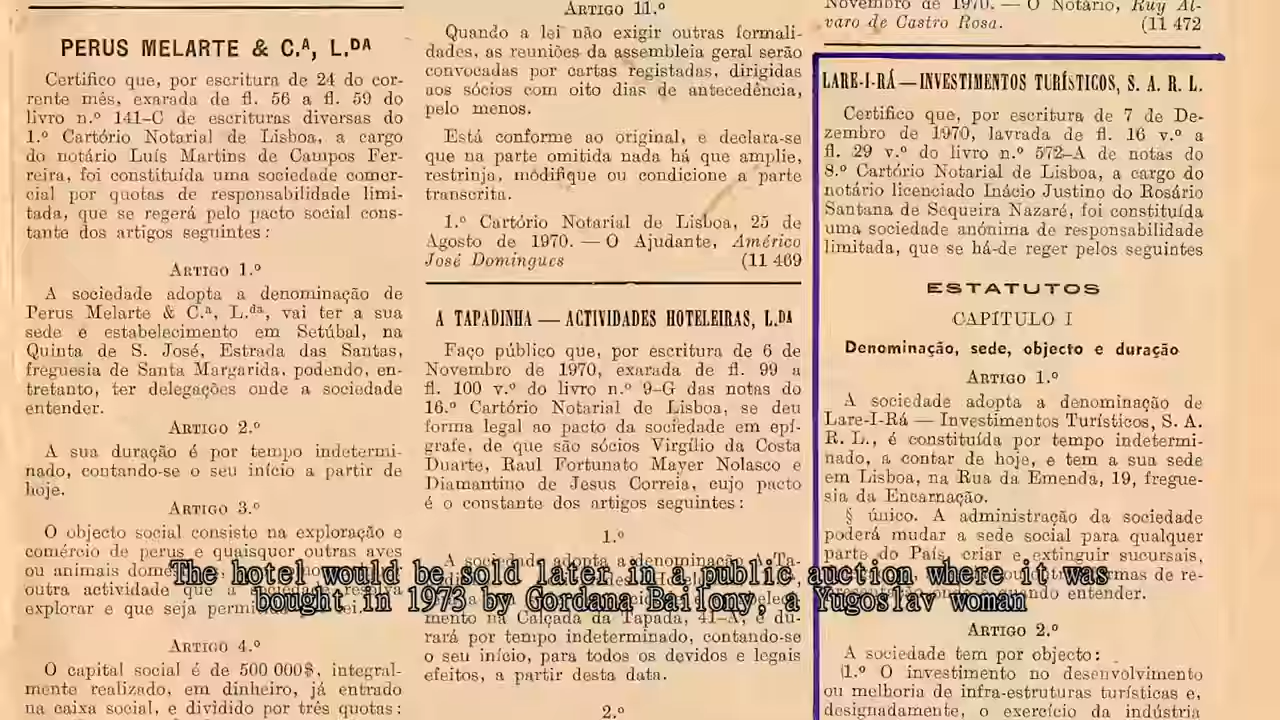 PERUS MELARTE & C.ᴬ, L.ᴰᴬ
Certifico que, por escritura de 24 do cor-
rente mês, exarada de fl. 56 a fl. 59 do
livro n.º 141-C de escrituras diversas do
1.º Cartório Notarial de Lisboa, a cargo
do notário Luís Martins de Campos Fer-
reira, foi constituída uma sociedade comer-
cial por quotas de responsabilidade limi-
tada, que se regerá pelo pacto social cons-
tante dos artigos seguintes:
ARTIGO 1.º
A sociedade adopta a denominação de
Perus Melarte & C.ª, L.ᵈᵃ, vai ter a sua
sede e estabelecimento em Setúbal, na
Quinta de S. José, Estrada das Santas,
freguesia de Santa Margarida, podendo, en-
tretanto, ter delegações onde a sociedade
entender.
ARTIGO 2.º
A sua duração é por tempo indetermi-
nado, contando-se o seu início a partir de
hoje.
ARTIGO 3.º
O objecto social consiste na exploração e
comércio de perus e quaisquer outras aves
ou animais
outra actividade que a sociedade resolva
explorar e que seja
ARTIGO 4.º
O capital social é de 500 000$, integral-
mente realizado, em dinheiro, já entrado
na caixa social, e dividido por três quotas:
ARTIGO 11.º
Quando a lei não exigir outras formali-
dades, as reuniões da assembleia geral serão
convocadas por cartas registadas, dirigidas
aos sócios com oito dias de antecedência,
pelo menos.
Está conforme ao original, e declara-se
que na parte omitida nada há que amplie,
restrinja, modifique ou condicione a parte
transcrita.
1.º Cartório Notarial de Lisboa, 25 de
Agosto de 1970. — O Ajudante, Américo
José Domingues (11 469
A TAPADINHA — ACTIVIDADES HOTELEIRAS, L.ᴰᴬ
Faço público que, por escritura de 6 de
Novembro de 1970, exarada de fl. 99 a
fl. 100 v.º do livro n.º 9-G das notas do
16.º Cartório Notarial de Lisboa, se deu
forma legal ao pacto da sociedade em epí-
grafe, de que são sócios Virgílio da Costa
Duarte, Raul Fortunato Mayer Nolasco e
Diamantino de Jesus Correia, cujo pacto
é o constante dos artigos seguintes:
1.º
A sociedade adopta a denominação A Ta-
mento na Calçada da Tapada, 41-A, e du-
rará por tempo indeterminado, contando-se
o seu início, para todos os devidos e legais
efeitos, a partir desta data.
2.º
Novembro de 1970. — O Notário, Ruy Al-
varo de Castro Rosa. (11 472
LARE-I-RÁ — INVESTIMENTOS TURÍSTICOS, S. A. R. L.
Certifico que, por escritura de 7 de De-
zembro de 1970, lavrada de fl. 16 v.º a
fl. 29 v.º do livro n.º 572-A de notas do
8.º Cartório Notarial de Lisboa, a cargo do
notário licenciado Inácio Justino do Rosário
Santana de Sequeira Nazaré, foi constituída
uma sociedade anónima de responsabilidade
limitada, que se há-de reger pelos seguintes
ESTATUTOS
CAPÍTULO I
Denominação, sede, objecto e duração
ARTIGO 1.º
A sociedade adopta a denominação de
Lare-I-Rá — Investimentos Turísticos, S. A.
R. L., é constituída por tempo indetermi-
nado, a contar de hoje, e tem a sua sede
em Lisboa, na Rua da Emenda, 19, fregue-
sia da Encarnação.
§ único. A administração da sociedade
poderá mudar a sede social para qualquer
parte do País, criar e extinguir sucursais,
formas de re-
entender.
ARTIGO 2.º
A sociedade tem por objecto:
1.º O investimento no desenvolvimento
ou melhoria de infra-estruturas turísticas e,
designadamente, o exercício da indústria
The hotel would be sold later in a public auction where it was
bought in 1973 by Gordana Bailony, a Yugoslav woman